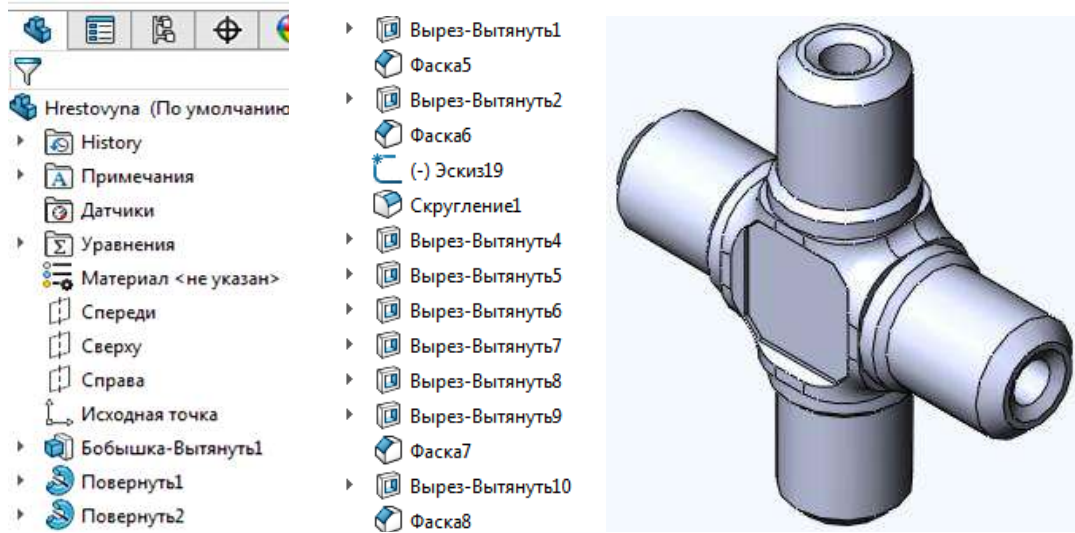 Hrestovyna (По умолчанию
History
Примечания
Датчики
Уравнения
Материал <не указан>
Спереди
Сверху
Справа
Исходная точка
Бобышка-Вытянуть1
Повернуть1
Повернуть2
Вырез-Вытянуть1
Фаска5
Вырез-Вытянуть2
Фаска6
(-) Эскиз19
Скругление1
Вырез-Вытянуть4
Вырез-Вытянуть5
Вырез-Вытянуть6
Вырез-Вытянуть7
Вырез-Вытянуть8
Вырез-Вытянуть9
Фаска7
Вырез-Вытянуть10
Фаска8